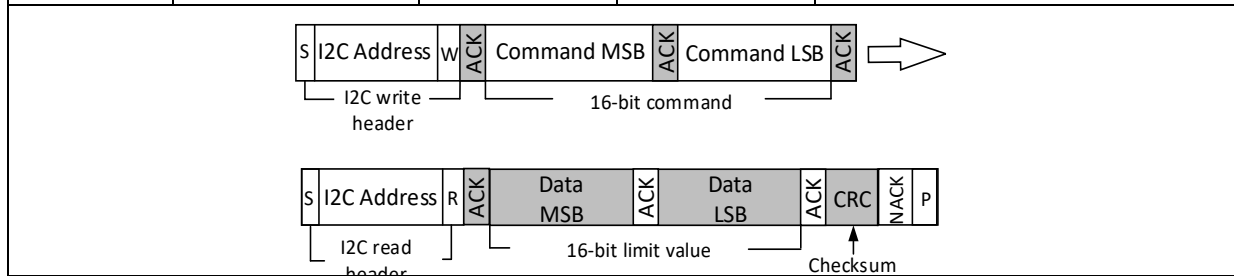 S I2C Address W ACK Command MSB ACK Command LSB ACK
I2C write
header
16-bit command
S I2C Address R ACK Data
MSB ACK Data
LSB ACK CRC NACK P
I2C read
header
16-bit limit value
Checksum